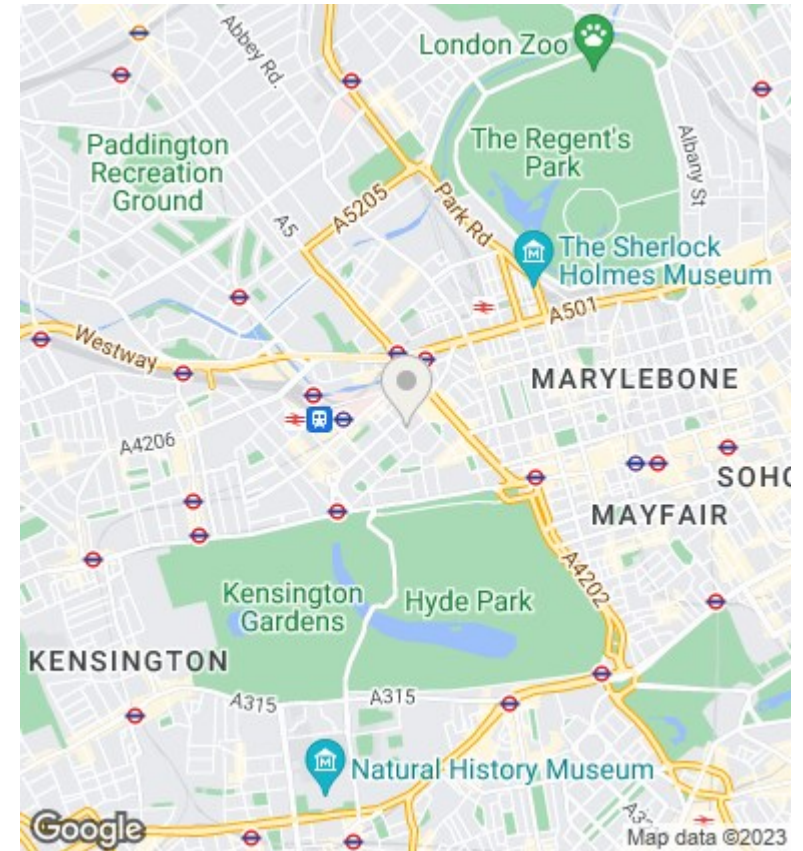 Abbey Rd.
London Zoo
Paddington
Recreation
Ground
The Regent's
Park
Albany St
A5
A5205
Park Rd
The Sherlock
Holmes Museum
A501
Westway
MARYLEBONE
A4206
SOHO
MAYFAIR
A4202
Kensington
Gardens
Hyde Park
KENSINGTON
A315
A315
Natural History Museum
Google
Map data ©2023